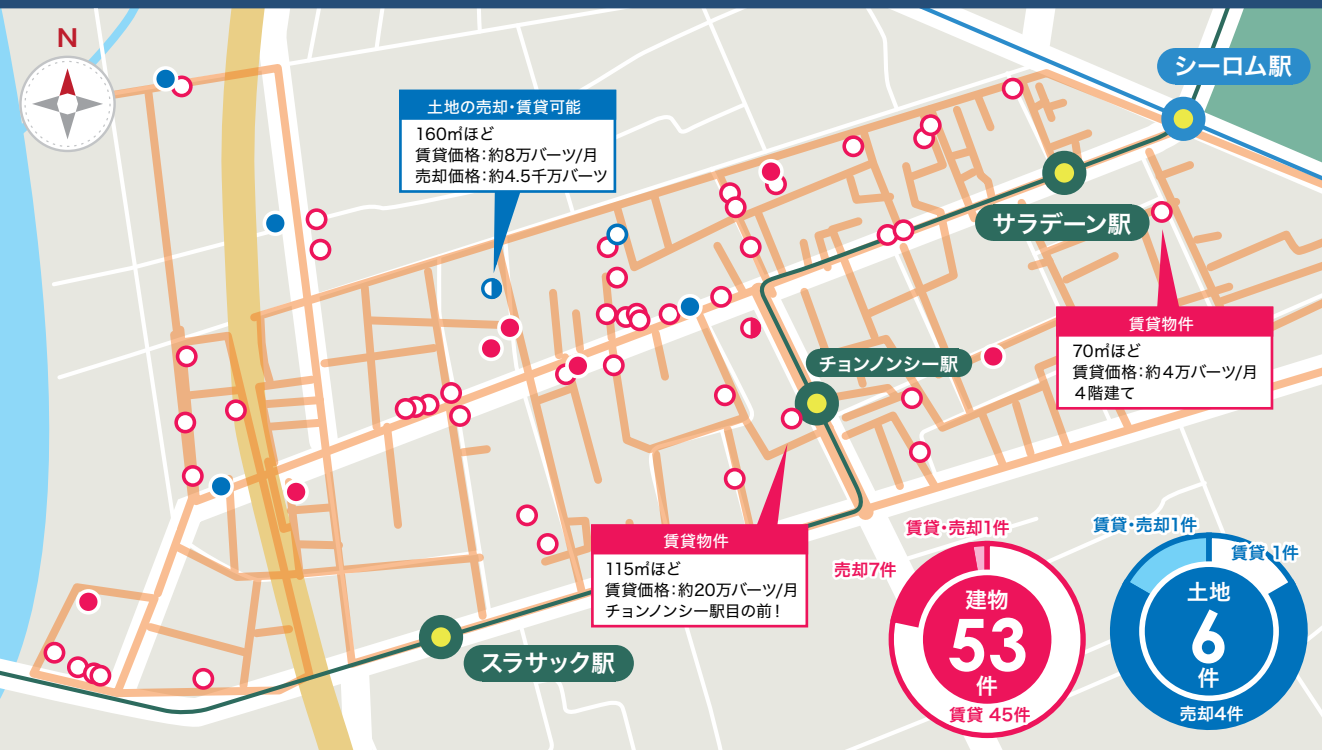 N
シーロム駅
土地の売却・賃貸可能
160㎡ほど
賃貸価格：約8万バーツ/月
売却価格：約4.5千万バーツ
サラデーン駅
賃貸物件
70㎡ほど
賃貸価格：約4万バーツ/月
4階建て
チョンノンシー駅
賃貸物件
115㎡ほど
賃貸価格：約20万バーツ/月
チョンノンシー駅目の前！
スラサック駅
賃貸・売却1件
売却7件
建物
53
件
賃貸 45件
賃貸・売却1件
賃貸 1件
土地
6
件
売却4件